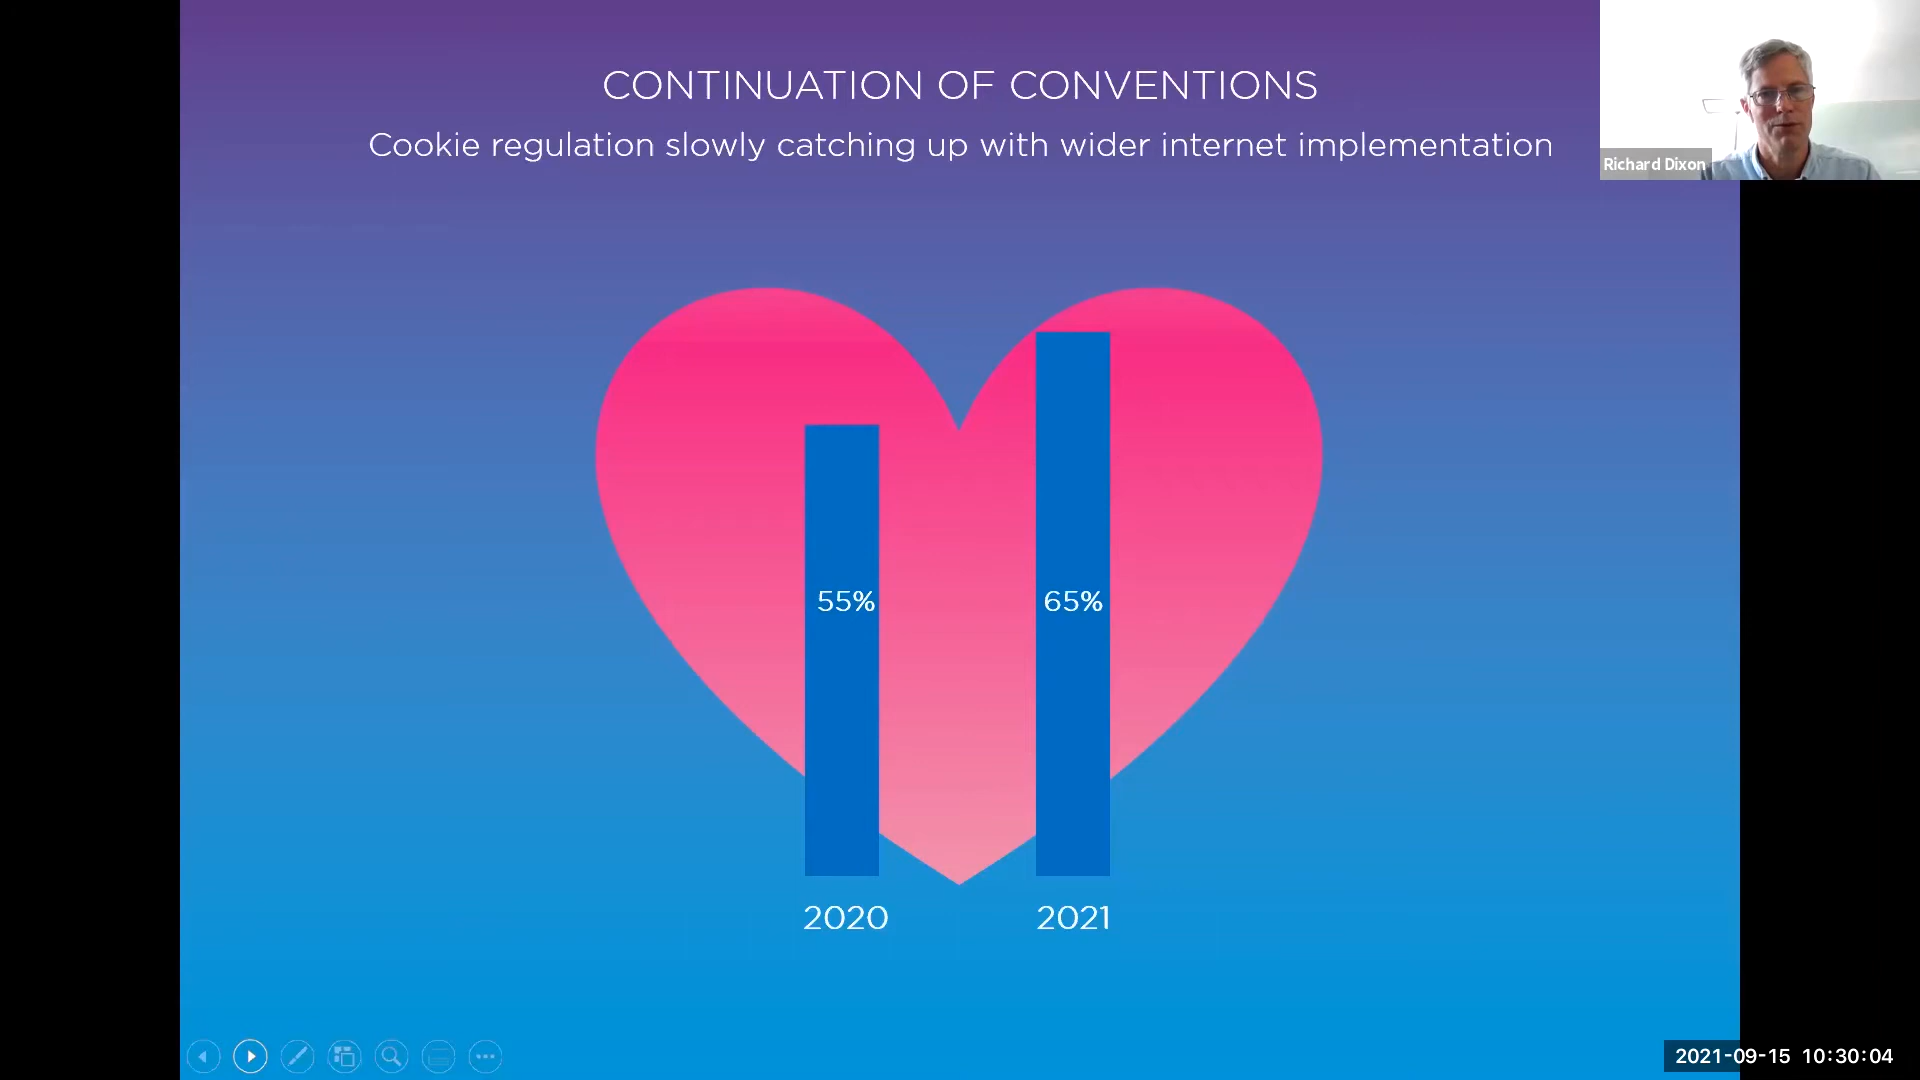 CONTINUATION OF CONVENTIONS
Cookie regulation slowly catching up with wider internet implementation
Richard Dixon
55%
65%
2020
2021
2021-09-15 10:30:04